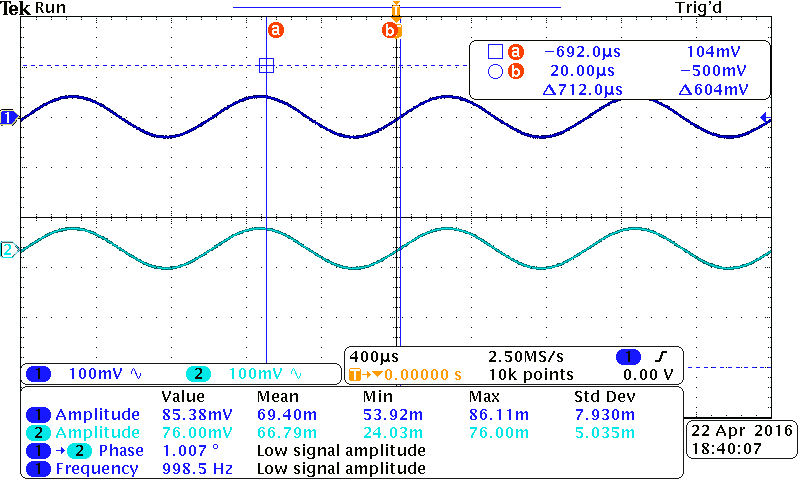 Tek Run Trig'd
T
a b
a −692.0µs 104mV
b 20.00µs −500mV
Δ712.0µs Δ604mV
1
2
1 100mV 2 100mV
400µs 2.50MS/s 1
T→▼0.00000 s 10k points 0.00 V
Value Mean Min Max Std Dev
1 Amplitude 85.38mV 69.40m 53.92m 86.11m 7.930m
2 Amplitude 76.00mV 66.79m 24.03m 76.00m 5.035m
1 → 2 Phase 1.007 ° Low signal amplitude
1 Frequency 998.5 Hz Low signal amplitude
22 Apr 2016
18:40:07